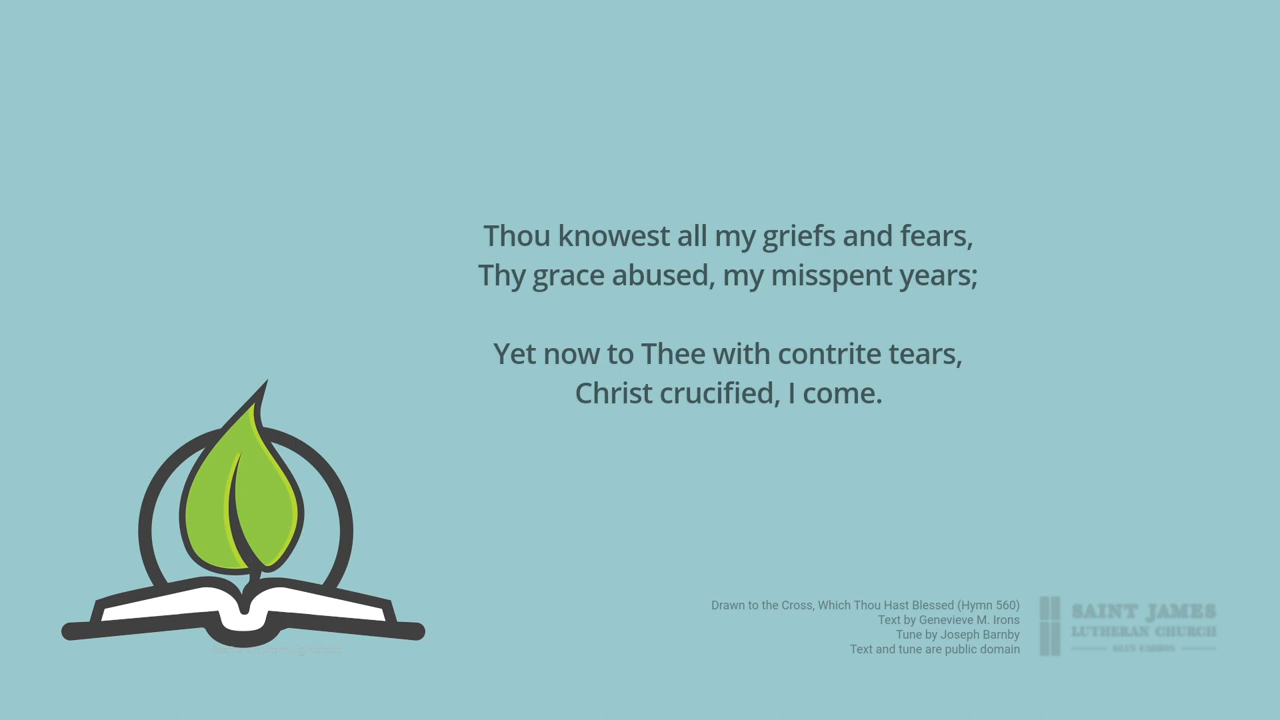 Thou knowest all my griefs and fears,
Thy grace abused, my misspent years;
Yet now to Thee with contrite tears,
Christ crucified, I come.
Drawn to the Cross, Which Thou Hast Blessed (Hymn 560)
Text by Genevieve M. Irons
Tune by Joseph Barnby
Text and tune are public domain
SAINT JAMES
LUTHERAN CHURCH